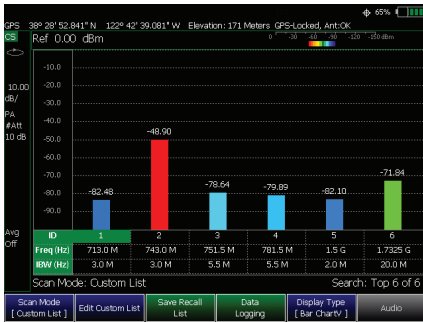 65%
GPS 38º 28' 52.841" N 122º 42' 39.081" W Elevation: 171 Meters GPS-Locked, Ant:OK
CS Ref 0.00 dBm 0 -30 -60 -90 -120 -150 dBm
-10.0
10.00 -20.0
dB/
-30.0
PA
#Att -40.0
10 dB
-48.90
-50.0
-60.0
-71.84
-70.0
-82.48 -78.64 -79.89 -82.10
-80.0
-90.0
Avg
Off
ID 1 2 3 4 5 6
Freq (Hz) 713.0 M 743.0 M 751.5 M 781.5 M 1.5 G 1.7325 G
IBW (Hz) 3.0 M 3.0 M 5.5 M 5.5 M 2.0 M 20.0 M
Scan Mode: Custom List Search: Top 6 of 6
Scan Mode
[ Custom List ]
Edit Custom List
Save Recall
List
Data
Logging
Display Type
[ Bar ChartV ]
Audio